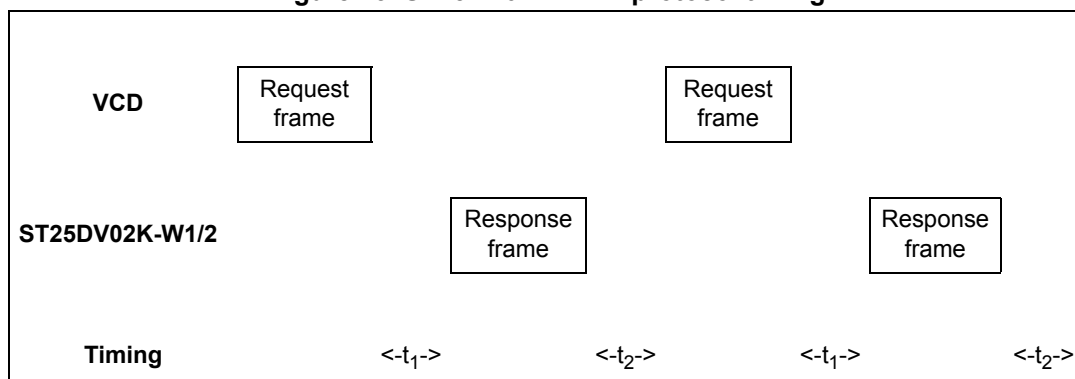 VCD
Request
frame
Request
frame
ST25DV02K-W1/2
Response
frame
Response
frame
Timing
<-t₁->
<-t₂->
<-t₁->
<-t₂->